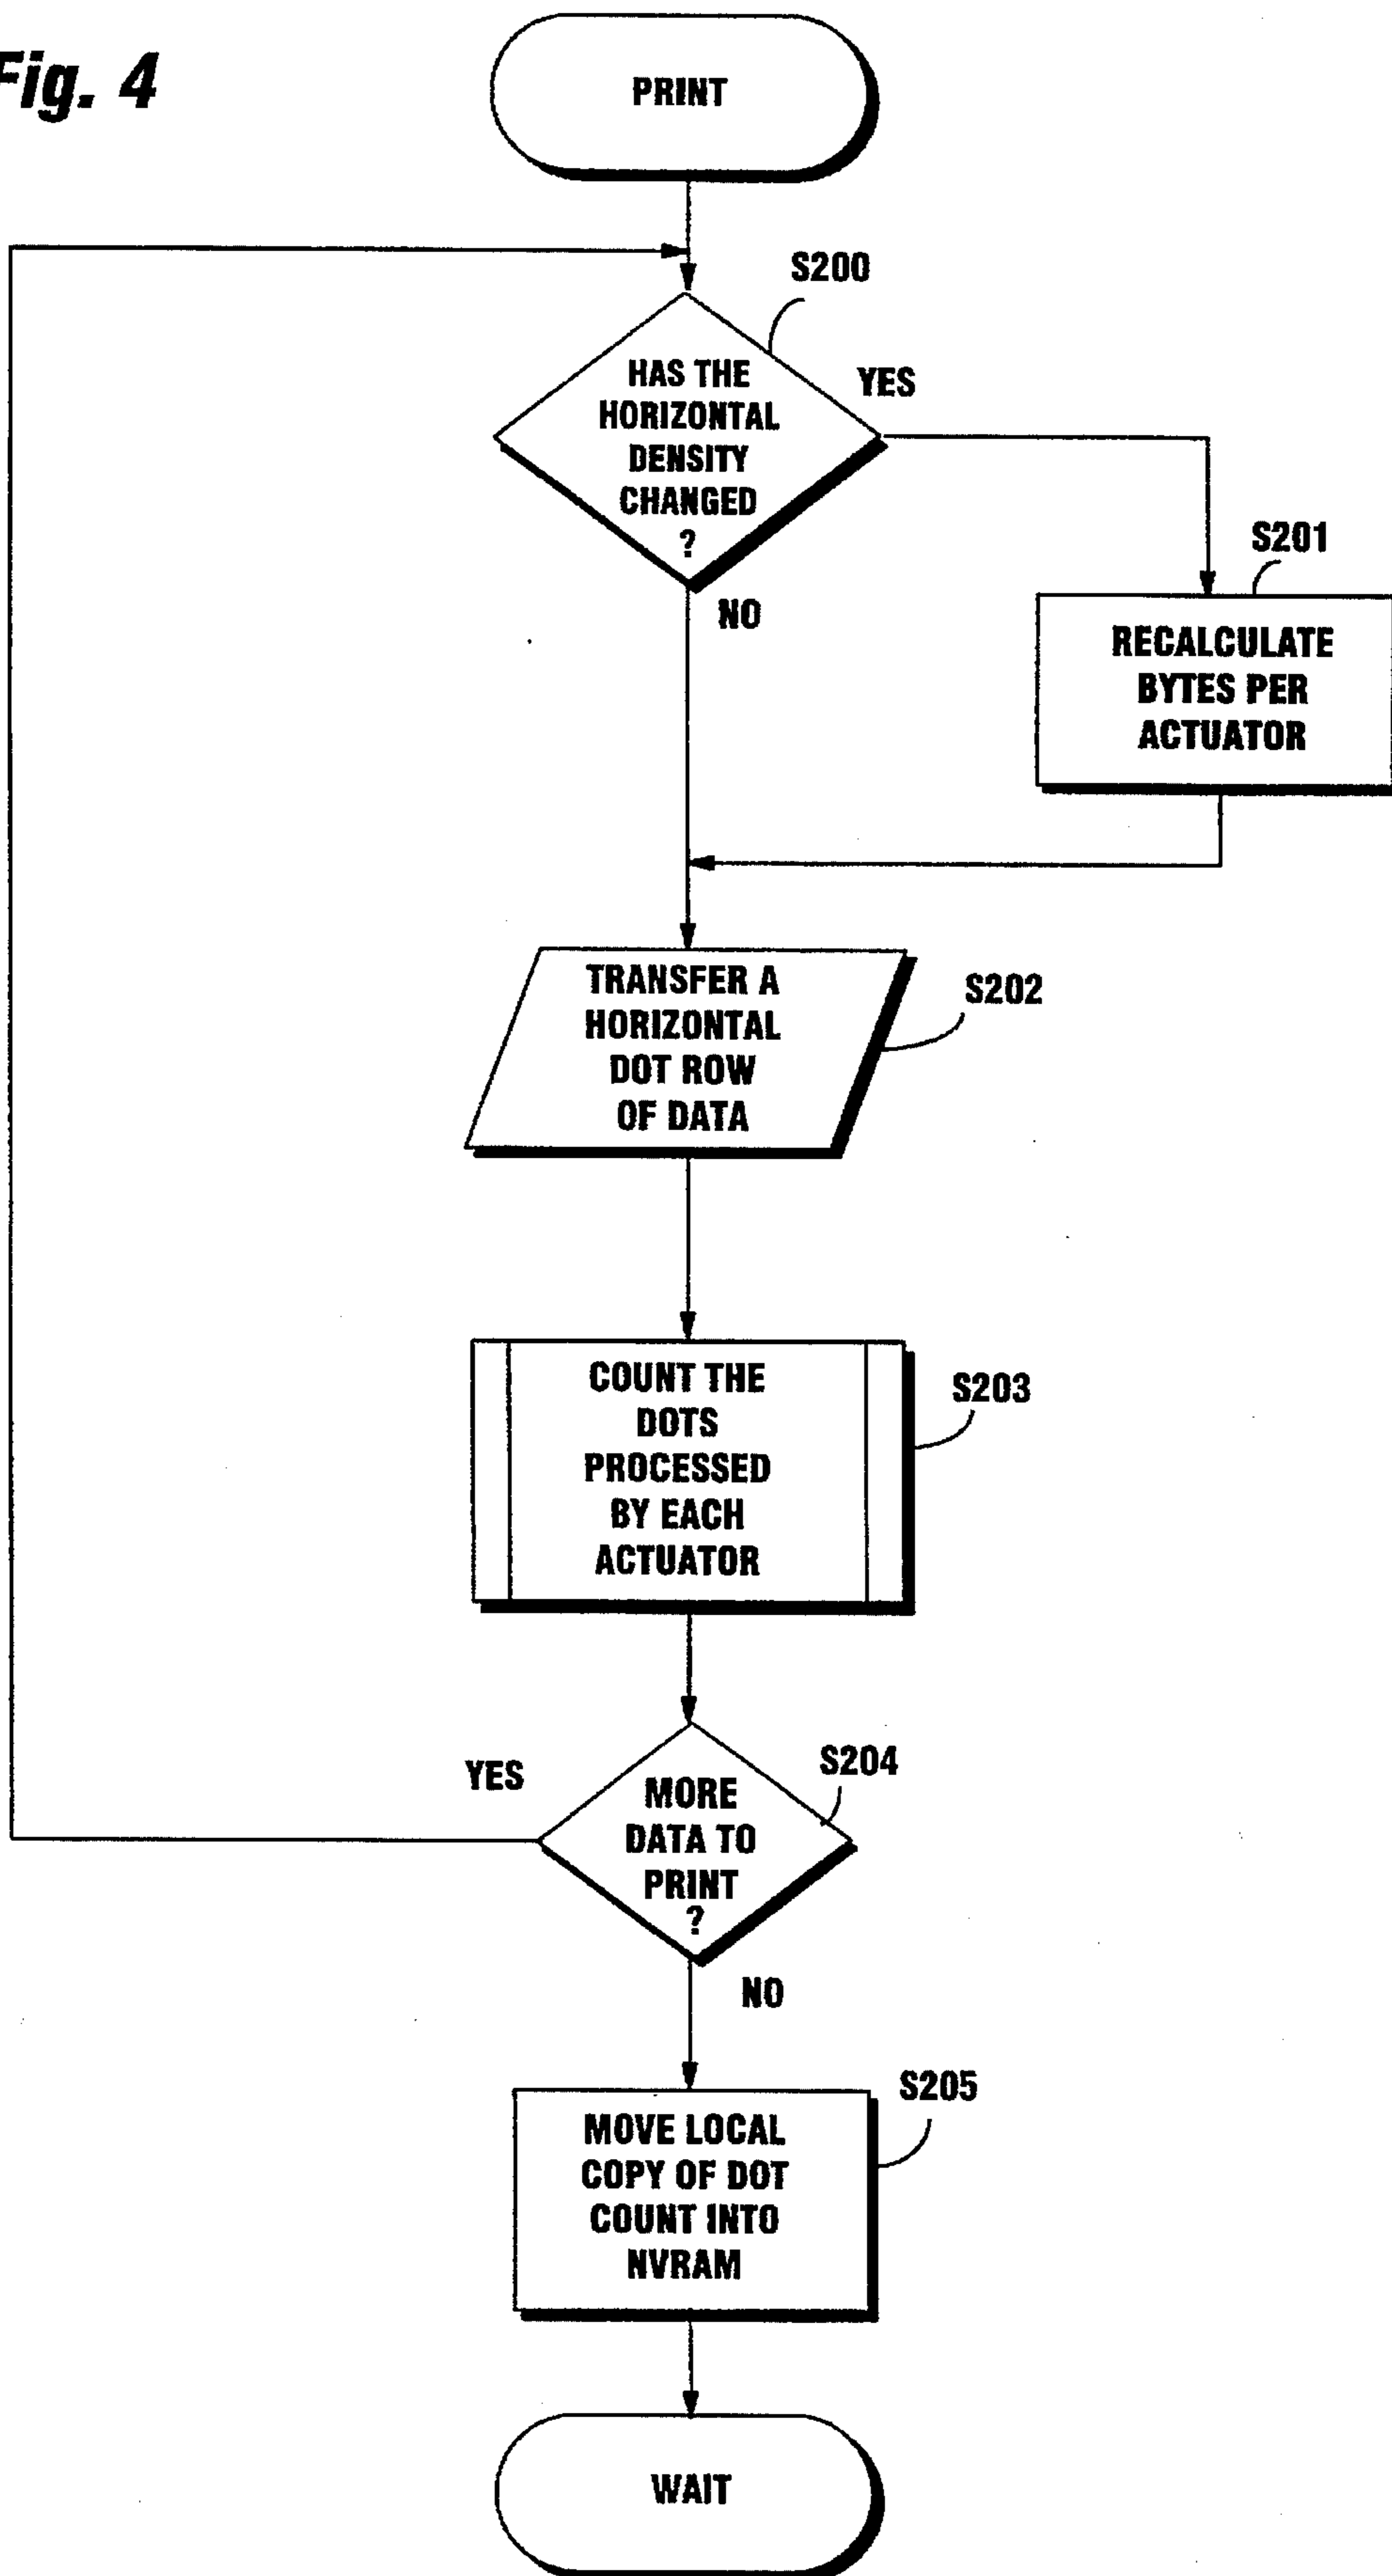 Fig. 4
PRINT
S200
HAS THE
HORIZONTAL
DENSITY
CHANGED
?
YES
NO
S201
RECALCULATE
BYTES PER
ACTUATOR
TRANSFER A
HORIZONTAL
DOT ROW
OF DATA
S202
COUNT THE
DOTS
PROCESSED
BY EACH
ACTUATOR
S203
YES
S204
MORE
DATA TO
PRINT
?
NO
S205
MOVE LOCAL
COPY OF DOT
COUNT INTO
NVRAM
WAIT